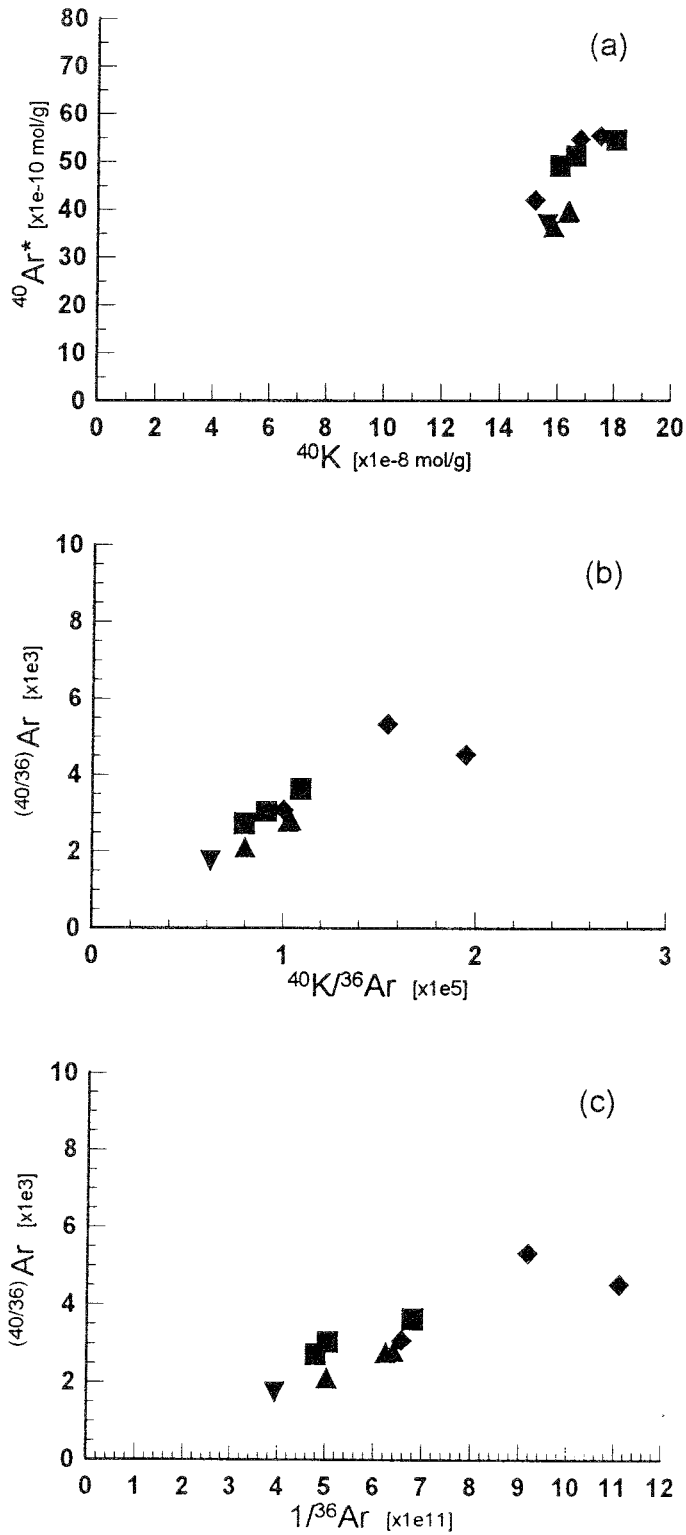 (a)
80
70
60
50
40
30
20
10
0
⁴⁰Ar* [x1e-10 mol/g]
0 2 4 6 8 10 12 14 16 18 20
⁴⁰K [x1e-8 mol/g]
(b)
10
8
6
4
2
0
(40/36) Ar [x1e3]
0 1 2 3
⁴⁰K/³⁶Ar [x1e5]
(c)
10
8
6
4
2
0
(40/36) Ar [x1e3]
0 1 2 3 4 5 6 7 8 9 10 11 12
1/³⁶Ar [x1e11]